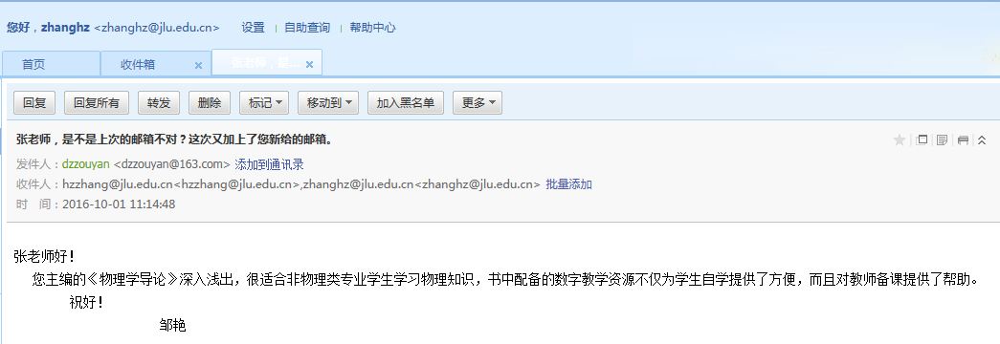 您好，zhanghz <zhanghz@jlu.edu.cn> 设置 | 自助查询 | 帮助中心
首页 收件箱 × 张老师，是... ×
回复 回复所有 转发 删除 标记 移动到 加入黑名单 更多
张老师，是不是上次的邮箱不对？这次又加上了您新给的邮箱。
发件人：dzzouyan <dzzouyan@163.com> 添加到通讯录
收件人：hzzhang@jlu.edu.cn<hzzhang@jlu.edu.cn>,zhanghz@jlu.edu.cn<zhanghz@jlu.edu.cn> 批量添加
时 间：2016-10-01 11:14:48
张老师好！
您主编的《物理学导论》深入浅出，很适合非物理类专业学生学习物理知识，书中配备的数字教学资源不仅为学生自学提供了方便，而且对教师备课提供了帮助。
祝好！
邹艳